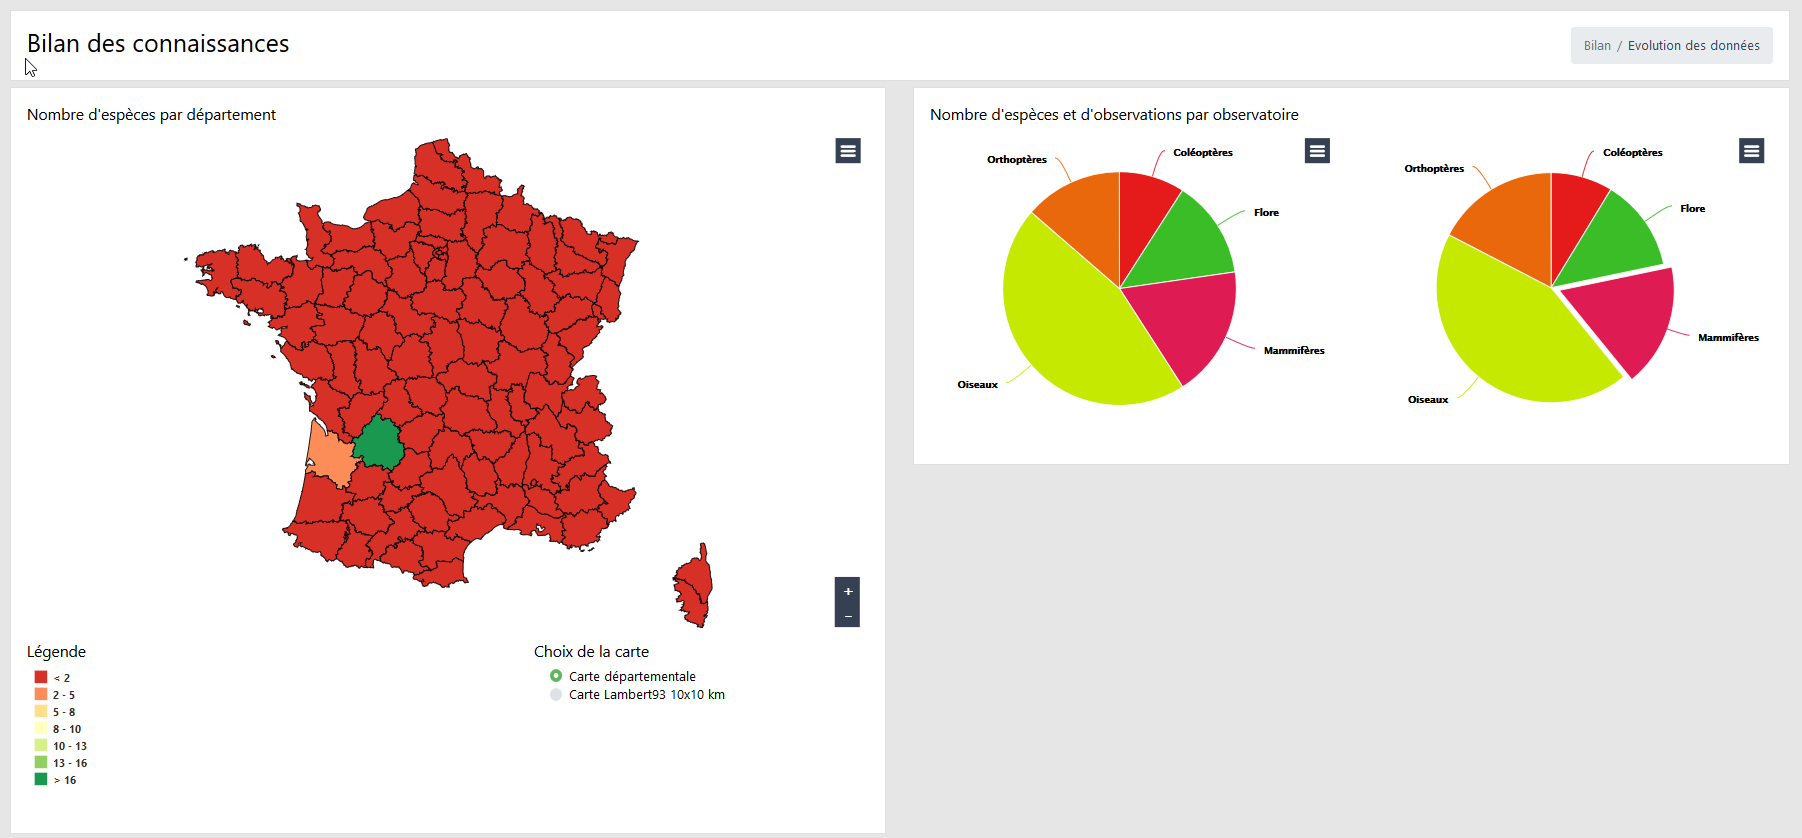 Bilan des connaissances
Bilan / Evolution des données
Nombre d'espèces par département
+
−
Légende
< 2
2 - 5
5 - 8
8 - 10
10 - 13
13 - 16
> 16
Choix de la carte
Carte départementale
Carte Lambert93 10x10 km
Nombre d'espèces et d'observations par observatoire
Orthoptères
Coléoptères
Flore
Mammifères
Oiseaux
Orthoptères
Coléoptères
Flore
Mammifères
Oiseaux